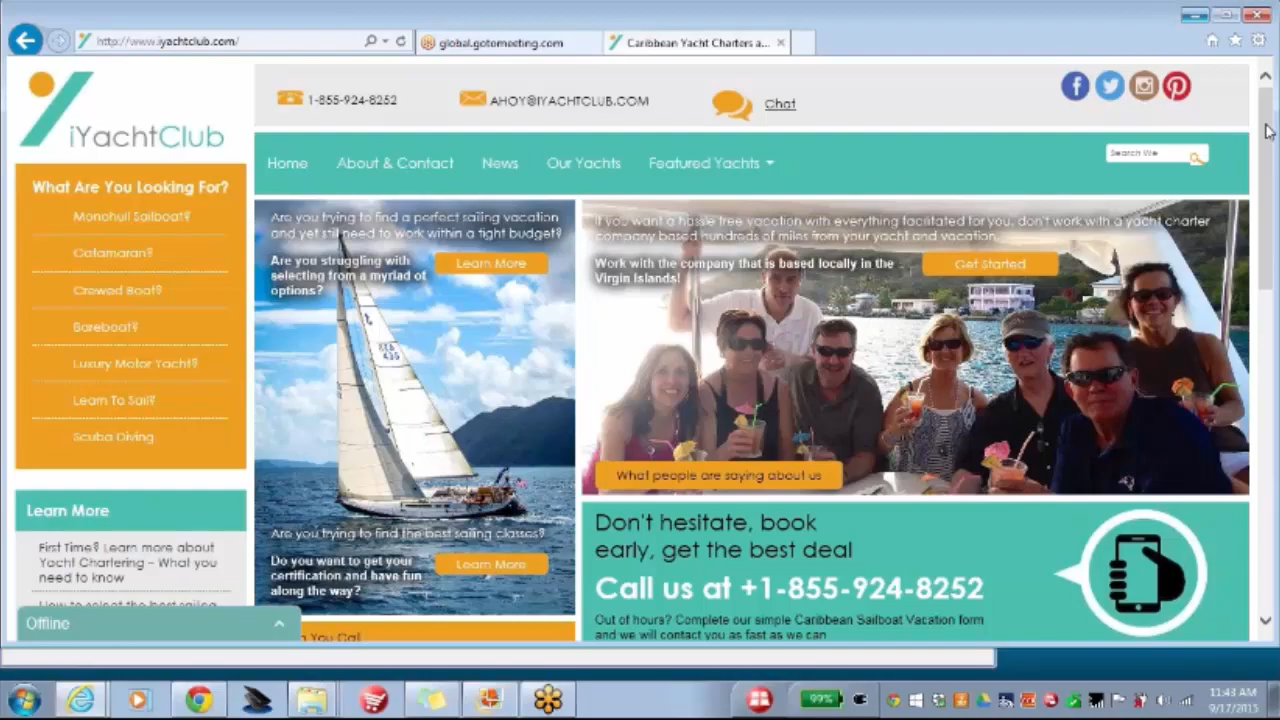 http://www.iyachtclub.com/
global.gotomeeting.com
Caribbean Yacht Charters a...
iYachtClub
1-855-924-8252
AHOY@IYACHTCLUB.COM
Chat
Home
About & Contact
News
Our Yachts
Featured Yachts
Search We
What Are You Looking For?
Monohull Sailboat?
Catamaran?
Crewed Boat?
Bareboat?
Luxury Motor Yacht?
Learn To Sail?
Scuba Diving
Learn More
First Time? Learn more about
Yacht Chartering – What you
need to know
How to select the best sailing
Offline
Are you trying to find a perfect sailing vacation
and yet still need to work within a tight budget?
Are you struggling with
selecting from a myriad of
options?
Learn More
Are you trying to find the best sailing classes?
Do you want to get your
certification and have fun
along the way?
Learn More
You Call
If you want a hassle free vacation with everything facilitated for you, don't work with a yacht charter
company based hundreds of miles from your yacht and vacation.
Work with the company that is based locally in the
Virgin Islands!
Get Started
What people are saying about us
Don't hesitate, book
early, get the best deal
Call us at +1-855-924-8252
Out of hours? Complete our simple Caribbean Sailboat Vacation form
and we will contact you as fast as we can
99%
11:43 AM
9/17/2015